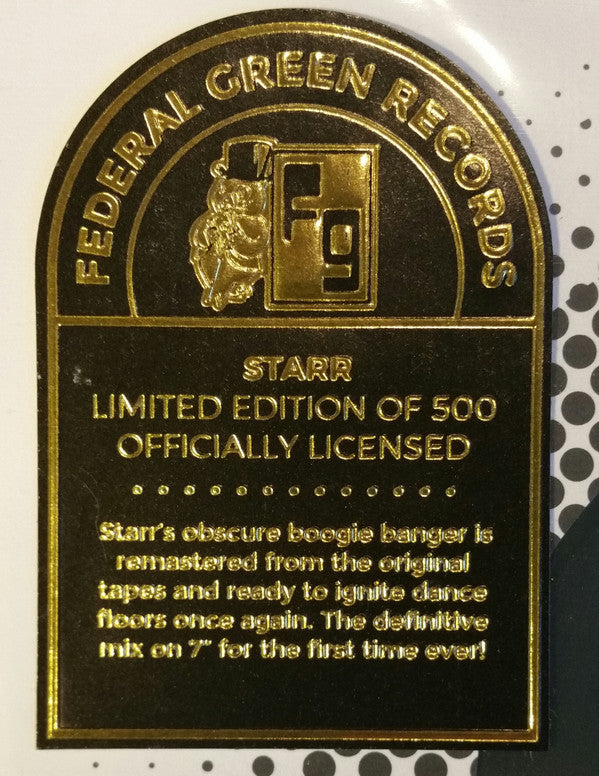 FEDERAL GREEN RECORDS
Fg
STARR
LIMITED EDITION OF 500
OFFICIALLY LICENSED
Starr's obscure boogie banger is
remastered from the original
tapes and ready to ignite dance
floors once again. The definitive
mix on 7" for the first time ever!